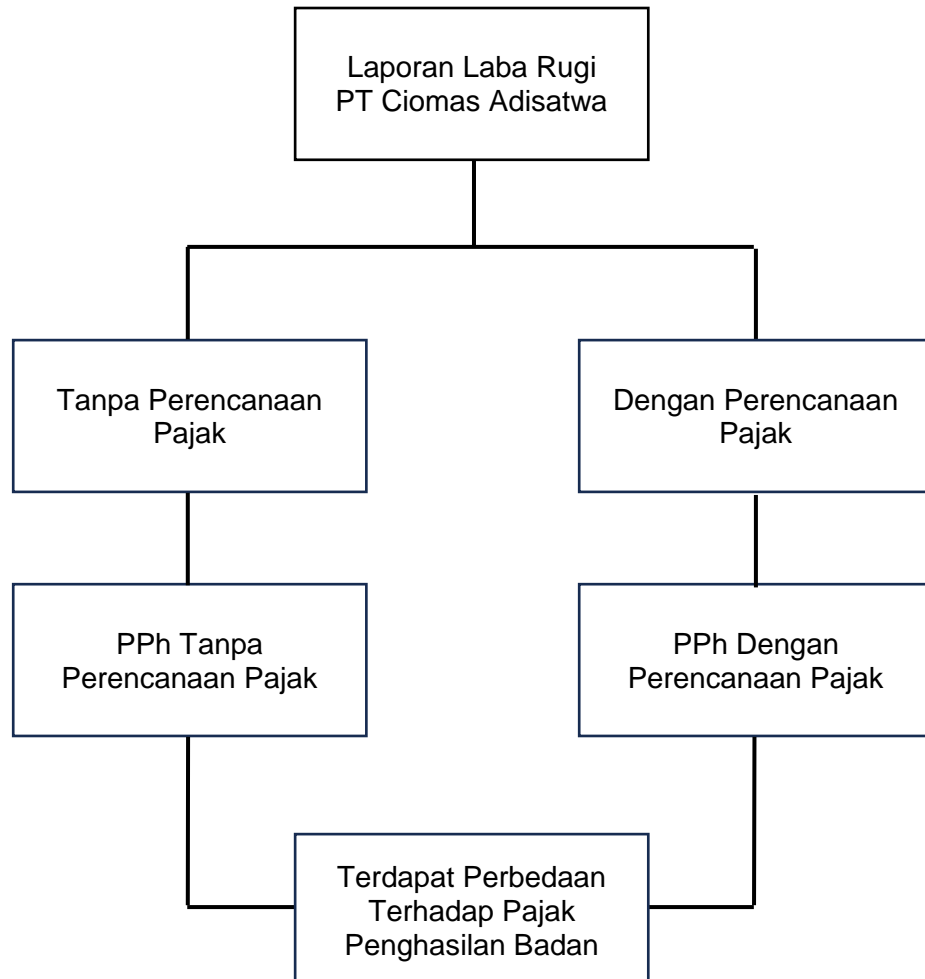 Laporan Laba Rugi
PT Ciomas Adisatwa
Tanpa Perencanaan
Pajak
Dengan Perencanaan
Pajak
PPh Tanpa
Perencanaan Pajak
PPh Dengan
Perencanaan Pajak
Terdapat Perbedaan
Terhadap Pajak
Penghasilan Badan